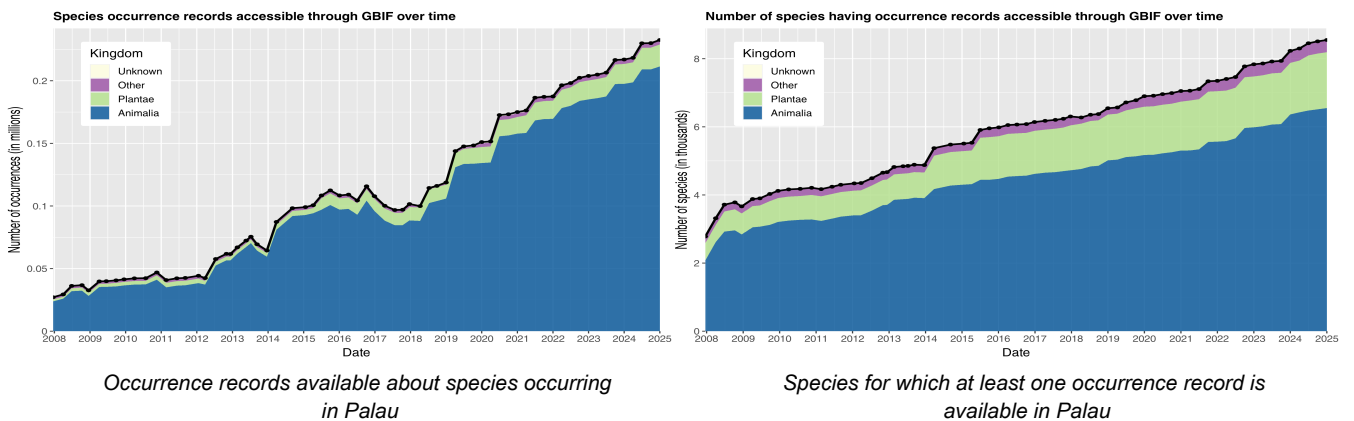 Species occurrence records accessible through GBIF over time
Number of occurrences (in millions)
0.2
0.15
0.1
0.05
0
Kingdom
Unknown
Other
Plantae
Animalia
2008 2009 2010 2011 2012 2013 2014 2015 2016 2017 2018 2019 2020 2021 2022 2023 2024 2025
Date
Occurrence records available about species occurring
in Palau
Number of species having occurrence records accessible through GBIF over time
Number of species (in thousands)
8
6
4
2
0
Kingdom
Unknown
Other
Plantae
Animalia
2008 2009 2010 2011 2012 2013 2014 2015 2016 2017 2018 2019 2020 2021 2022 2023 2024 2025
Date
Species for which at least one occurrence record is
available in Palau